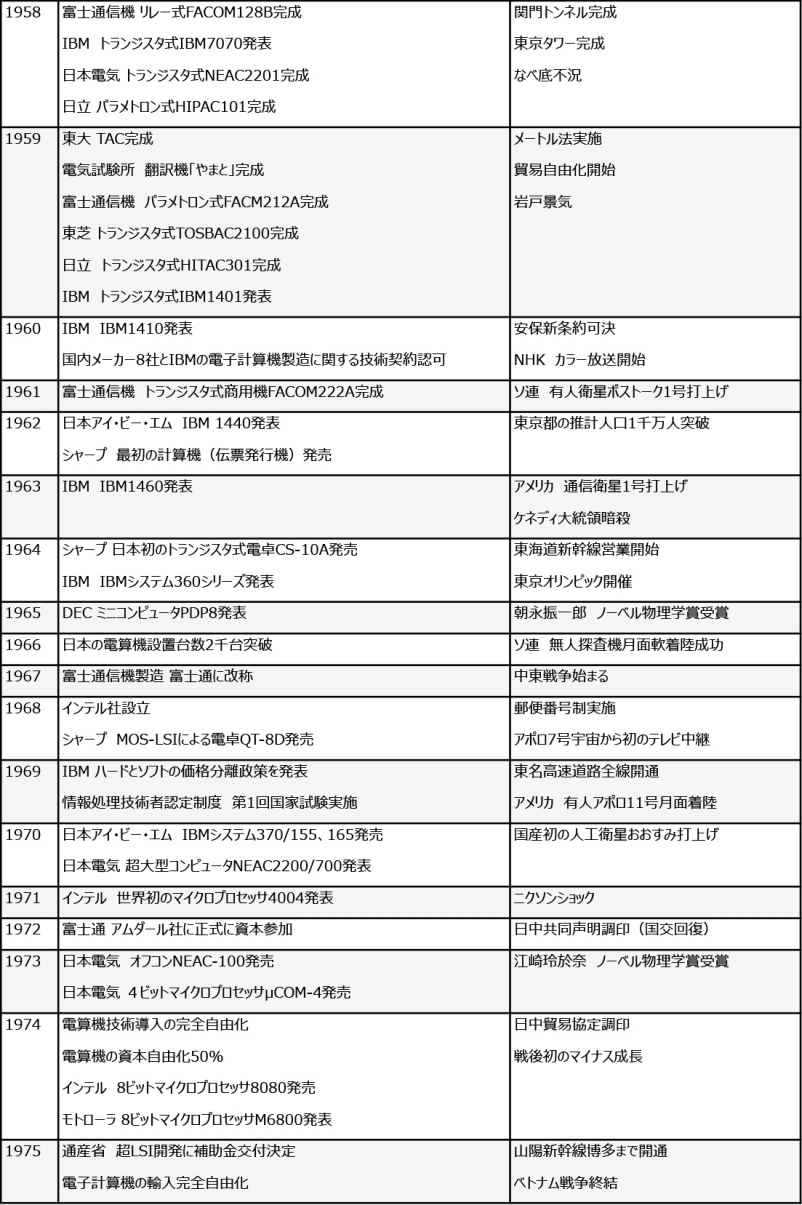 1958
富士通信機 リレー式FACOM128B完成
IBM トランジスタ式IBM7070発表
日本電気 トランジスタ式NEAC2201完成
日立 パラメトロン式HIPAC101完成
関門トンネル完成
東京タワー完成
なべ底不況
1959
東大 TAC完成
電気試験所 翻訳機「やまと」完成
富士通信機 パラメトロン式FACM212A完成
東芝 トランジスタ式TOSBAC2100完成
日立 トランジスタ式HITAC301完成
IBM トランジスタ式IBM1401発表
メートル法実施
貿易自由化開始
岩戸景気
1960
IBM IBM1410発表
国内メーカー8社とIBMの電子計算機製造に関する技術契約認可
安保新条約可決
NHK カラー放送開始
1961
富士通信機 トランジスタ式商用機FACOM222A完成
ソ連 有人衛星ボストーク1号打上げ
1962
日本アイ・ビー・エム IBM 1440発表
シャープ 最初の計算機（伝票発行機）発売
東京都の推計人口1千万人突破
1963
IBM IBM1460発表
アメリカ 通信衛星1号打上げ
ケネディ大統領暗殺
1964
シャープ 日本初のトランジスタ式電卓CS-10A発売
IBM IBMシステム360シリーズ発表
東海道新幹線営業開始
東京オリンピック開催
1965
DEC ミニコンピュータPDP8発表
朝永振一郎 ノーベル物理学賞受賞
1966
日本の電算機設置台数2千台突破
ソ連 無人探査機月面軟着陸成功
1967
富士通信機製造 富士通に改称
中東戦争始まる
1968
インテル社設立
シャープ MOS-LSIによる電卓QT-8D発売
郵便番号制実施
アポロ7号宇宙から初のテレビ中継
1969
IBM ハードとソフトの価格分離政策を発表
情報処理技術者認定制度 第1回国家試験実施
東名高速道路全線開通
アメリカ 有人アポロ11号月面着陸
1970
日本アイ・ビー・エム IBMシステム370/155、165発売
日本電気 超大型コンピュータNEAC2200/700発表
国産初の人工衛星おおすみ打上げ
1971
インテル 世界初のマイクロプロセッサ4004発表
ニクソンショック
1972
富士通 アムダール社に正式に資本参加
日中共同声明調印（国交回復）
1973
日本電気 オフコンNEAC-100発売
日本電気 4ビットマイクロプロセッサμCOM-4発売
江崎玲於奈 ノーベル物理学賞受賞
1974
電算機技術導入の完全自由化
電算機の資本自由化50%
インテル 8ビットマイクロプロセッサ8080発売
モトローラ 8ビットマイクロプロセッサM6800発表
日中貿易協定調印
戦後初のマイナス成長
1975
通産省 超LSI開発に補助金交付決定
電子計算機の輸入完全自由化
山陽新幹線博多まで開通
ベトナム戦争終結